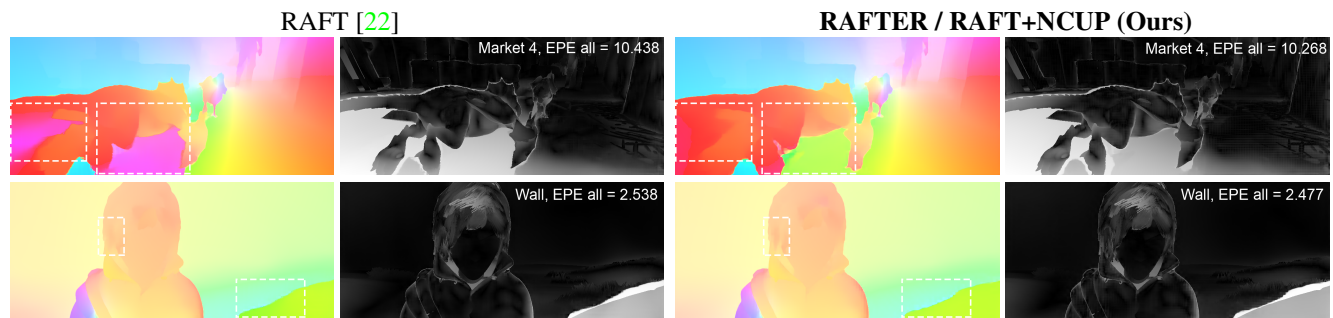 RAFT [22]
RAFTER / RAFT+NCUP (Ours)
Market 4, EPE all = 10.438
Market 4, EPE all = 10.268
Wall, EPE all = 2.538
Wall, EPE all = 2.477